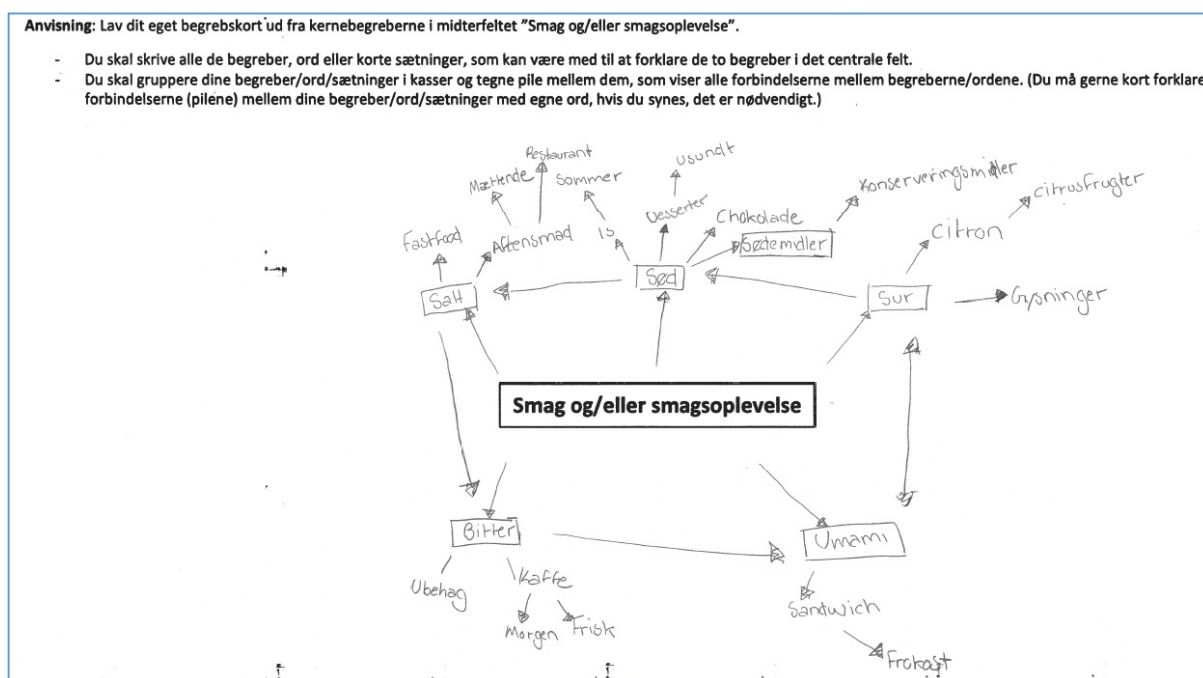 Anvisning: Lav dit eget begrebskort ud fra kernebegreberne i midterfeltet ”Smag og/eller smagsoplevelse”.
- Du skal skrive alle de begreber, ord eller korte sætninger, som kan være med til at forklare de to begreber i det centrale felt.
- Du skal gruppere dine begreber/ord/sætninger i kasser og tegne pile mellem dem, som viser alle forbindelserne mellem begreberne/ordene. (Du må gerne kort forklare
forbindelserne (pilene) mellem dine begreber/ord/sætninger med egne ord, hvis du synes, det er nødvendigt.)
Restaurant
usundt
Mættende
Sommer
Konserveringsmidler
Citrusfrugter
Desserter
Chokolade
Fastfood
Aftensmad
Is
Sødemidler
Citron
Salt
Sød
Sur
Gysninger
Smag og/eller smagsoplevelse
Bitter
Umami
Ubehag
Kaffe
Sandwich
Morgen
Frisk
Frokost